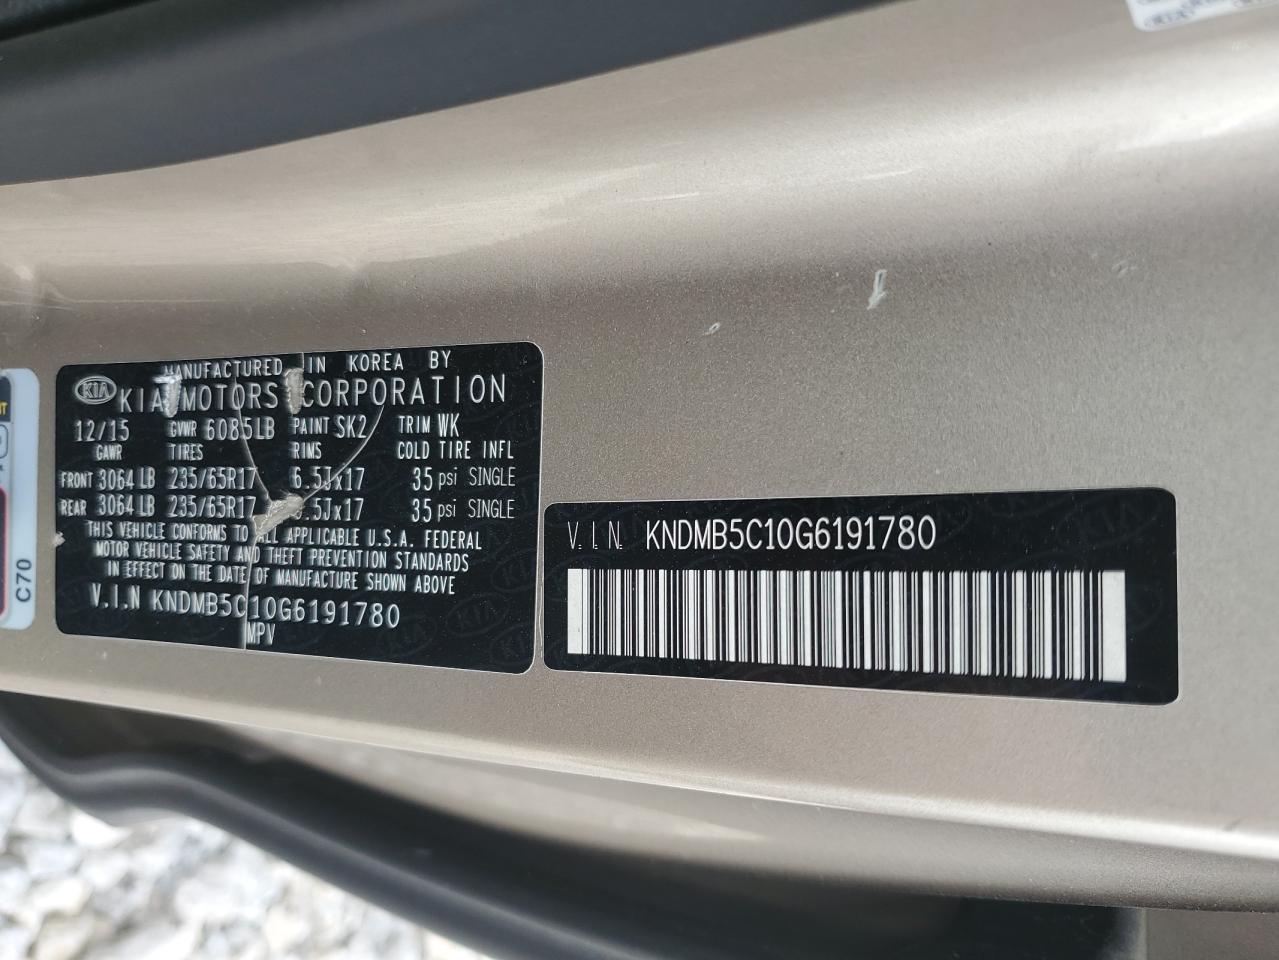 MANUFACTURED IN KOREA BY
KIA KIA MOTORS CORPORATION
12/15 GVWR 6085LB PAINT SK2 TRIM WK
GAWR TIRES RIMS COLD TIRE INFL
FRONT 3064 LB 235/65R17 6.5Jx17 35 psi SINGLE
REAR 3064 LB 235/65R17 .5Jx17 35 psi SINGLE
THIS VEHICLE CONFORMS TO ALL APPLICABLE U.S.A. FEDERAL
MOTOR VEHICLE SAFETY AND THEFT PREVENTION STANDARDS
IN EFFECT ON THE DATE OF MANUFACTURE SHOWN ABOVE
V.I.N KNDMB5C10G6191780
MPV
V.I.N. KNDMB5C10G6191780
C70